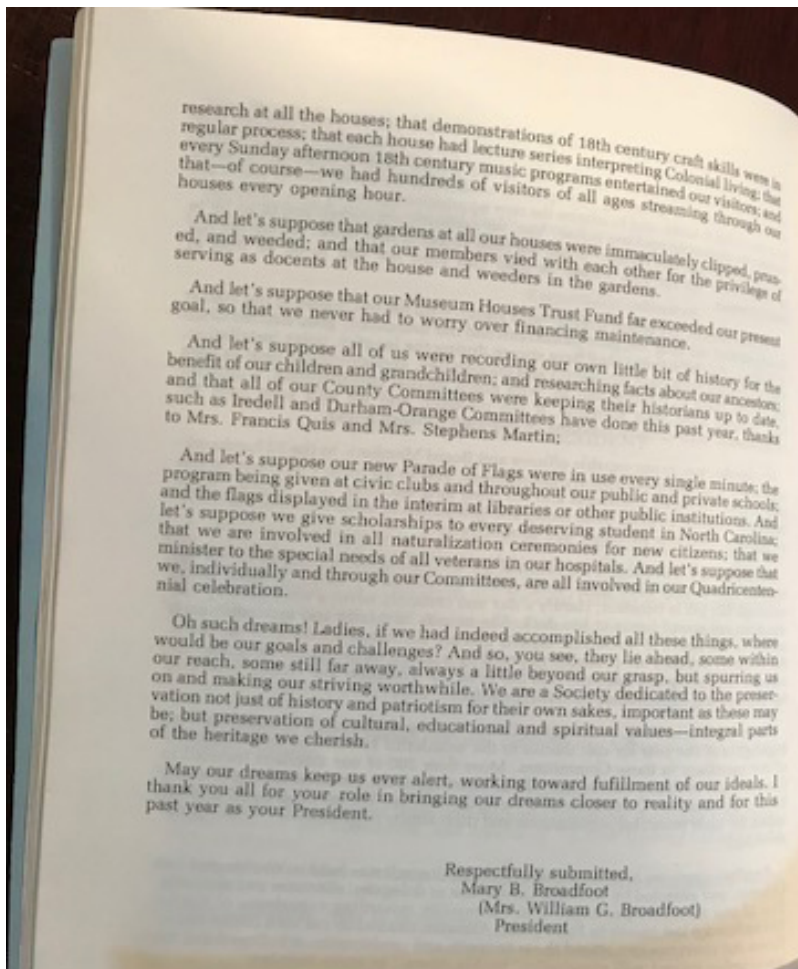 research at all the houses; that demonstrations of 18th century craft skills were in
regular process; that each house had lecture series interpreting Colonial living; that
every Sunday afternoon 18th century music programs entertained our visitors; and
that—of course—we had hundreds of visitors of all ages streaming through our
houses every opening hour.
And let's suppose that gardens at all our houses were immaculately clipped, prun-
ed, and weeded; and that our members vied with each other for the privilege of
serving as docents at the house and weeders in the gardens.
And let's suppose that our Museum Houses Trust Fund far exceeded our present
goal, so that we never had to worry over financing maintenance.
And let's suppose all of us were recording our own little bit of history for the
benefit of our children and grandchildren; and researching facts about our ancestors;
and that all of our County Committees were keeping their historians up to date,
such as Iredell and Durham-Orange Committees have done this past year, thanks
to Mrs. Francis Quis and Mrs. Stephens Martin;
And let's suppose our new Parade of Flags were in use every single minute; the
program being given at civic clubs and throughout our public and private schools;
and the flags displayed in the interim at libraries or other public institutions. And
let's suppose we give scholarships to every deserving student in North Carolina;
that we are involved in all naturalization ceremonies for new citizens; that we
minister to the special needs of all veterans in our hospitals. And let's suppose that
we, individually and through our Committees, are all involved in our Quadricenten-
nial celebration.
Oh such dreams! Ladies, if we had indeed accomplished all these things, where
would be our goals and challenges? And so, you see, they lie ahead, some within
our reach, some still far away, always a little beyond our grasp, but spurring us
on and making our striving worthwhile. We are a Society dedicated to the preser-
vation not just of history and patriotism for their own sakes, important as these may
be; but preservation of cultural, educational and spiritual values—integral parts
of the heritage we cherish.
May our dreams keep us ever alert, working toward fufillment of our ideals. I
thank you all for your role in bringing our dreams closer to reality and for this
past year as your President.
Respectfully submitted,
Mary B. Broadfoot
(Mrs. William G. Broadfoot)
President